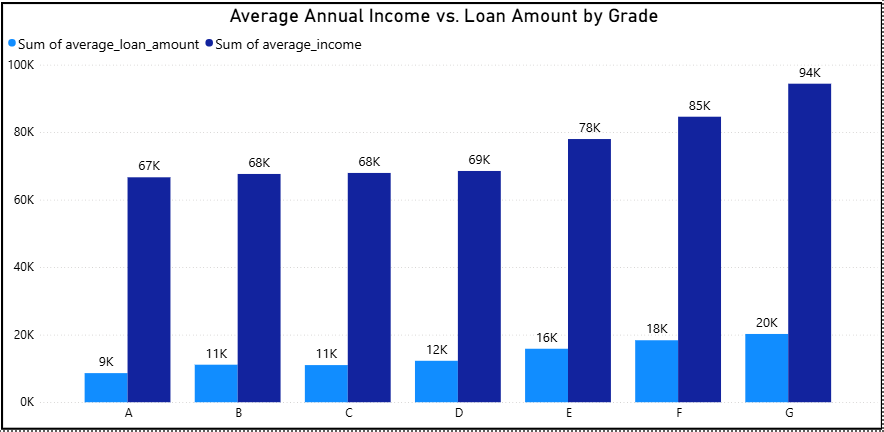 Average Annual Income vs. Loan Amount by Grade
Sum of average_loan_amount Sum of average_income
100K
80K
60K
40K
20K
0K
9K 67K
11K 68K
11K 68K
12K 69K
16K 78K
18K 85K
20K 94K
A B C D E F G